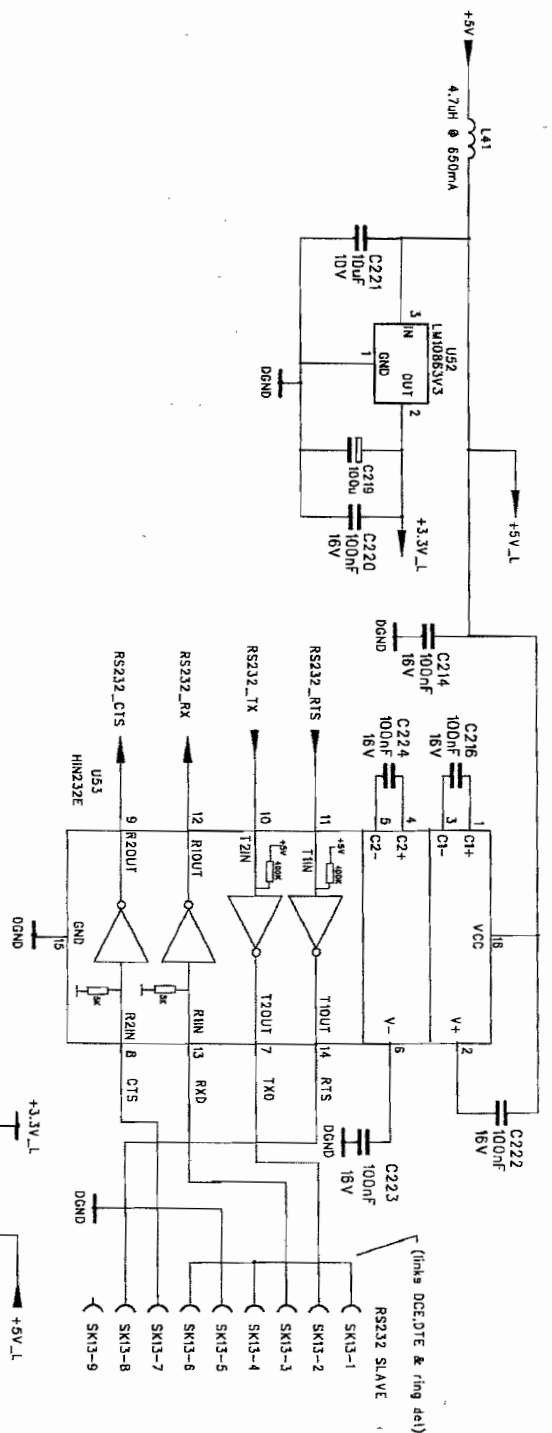 +5V
L41
4.7uH @ 650mA
+5V_L
C221
10uF
10V
U52
LM10863V3
3
IN
OUT
2
GND
1
DGND
C219
100u
C220
100nF
16V
+3.3V_L
C214
100nF
16V
DGND
C216
100nF
16V
C224
100nF
16V
1
C1+
3
C1-
4
C2+
5
C2-
VCC
16
V+
2
V-
6
C222
100nF
16V
C223
100nF
16V
DGND
RS232_RTS
RS232_TX
RS232_RX
RS232_CTS
U53
HIN232E
11
T1IN
+5V
400K
T1OUT
14
RTS
10
T2IN
+5V
400K
T2OUT
7
TXD
12
R1OUT
5K
R1IN
13
RXD
9
R2OUT
5K
R2IN
8
CTS
GND
15
DGND
(links DCE,DTE & ring det)
RS232 SLAVE
SK13-1
SK13-2
SK13-3
SK13-4
SK13-5
SK13-6
SK13-7
SK13-8
SK13-9
DGND
+3.3V_L
+5V_L